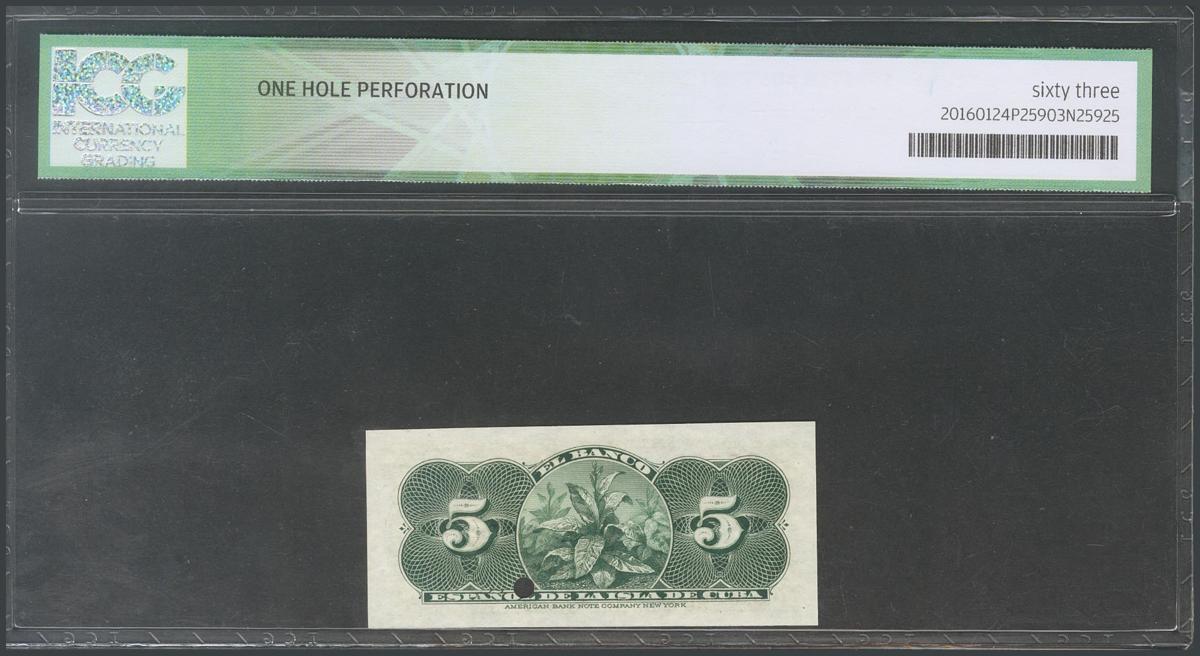 ICG
INTERNATIONAL
CURRENCY
GRADING
ONE HOLE PERFORATION
sixty three
20160124P25903N25925
EL BANCO
5 5
ESPAÑOL DE LA ISLA DE CUBA
AMERICAN BANK NOTE COMPANY NEW YORK